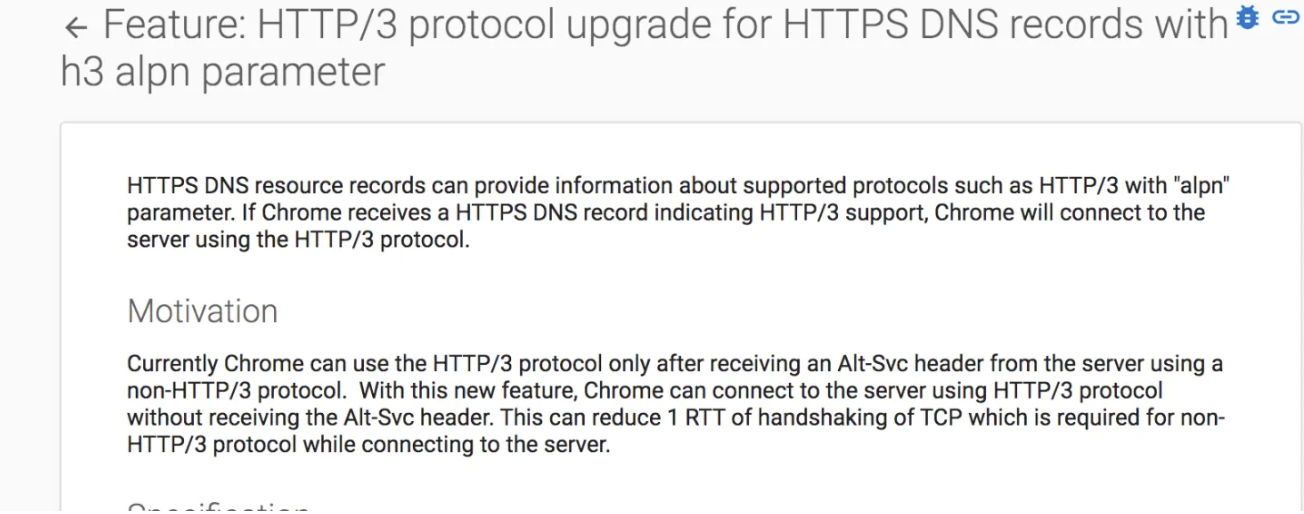 ← Feature: HTTP/3 protocol upgrade for HTTPS DNS records with
h3 alpn parameter
HTTPS DNS resource records can provide information about supported protocols such as HTTP/3 with "alpn"
parameter. If Chrome receives a HTTPS DNS record indicating HTTP/3 support, Chrome will connect to the
server using the HTTP/3 protocol.
Motivation
Currently Chrome can use the HTTP/3 protocol only after receiving an Alt-Svc header from the server using a
non-HTTP/3 protocol.  With this new feature, Chrome can connect to the server using HTTP/3 protocol
without receiving the Alt-Svc header. This can reduce 1 RTT of handshaking of TCP which is required for non-
HTTP/3 protocol while connecting to the server.
Specification